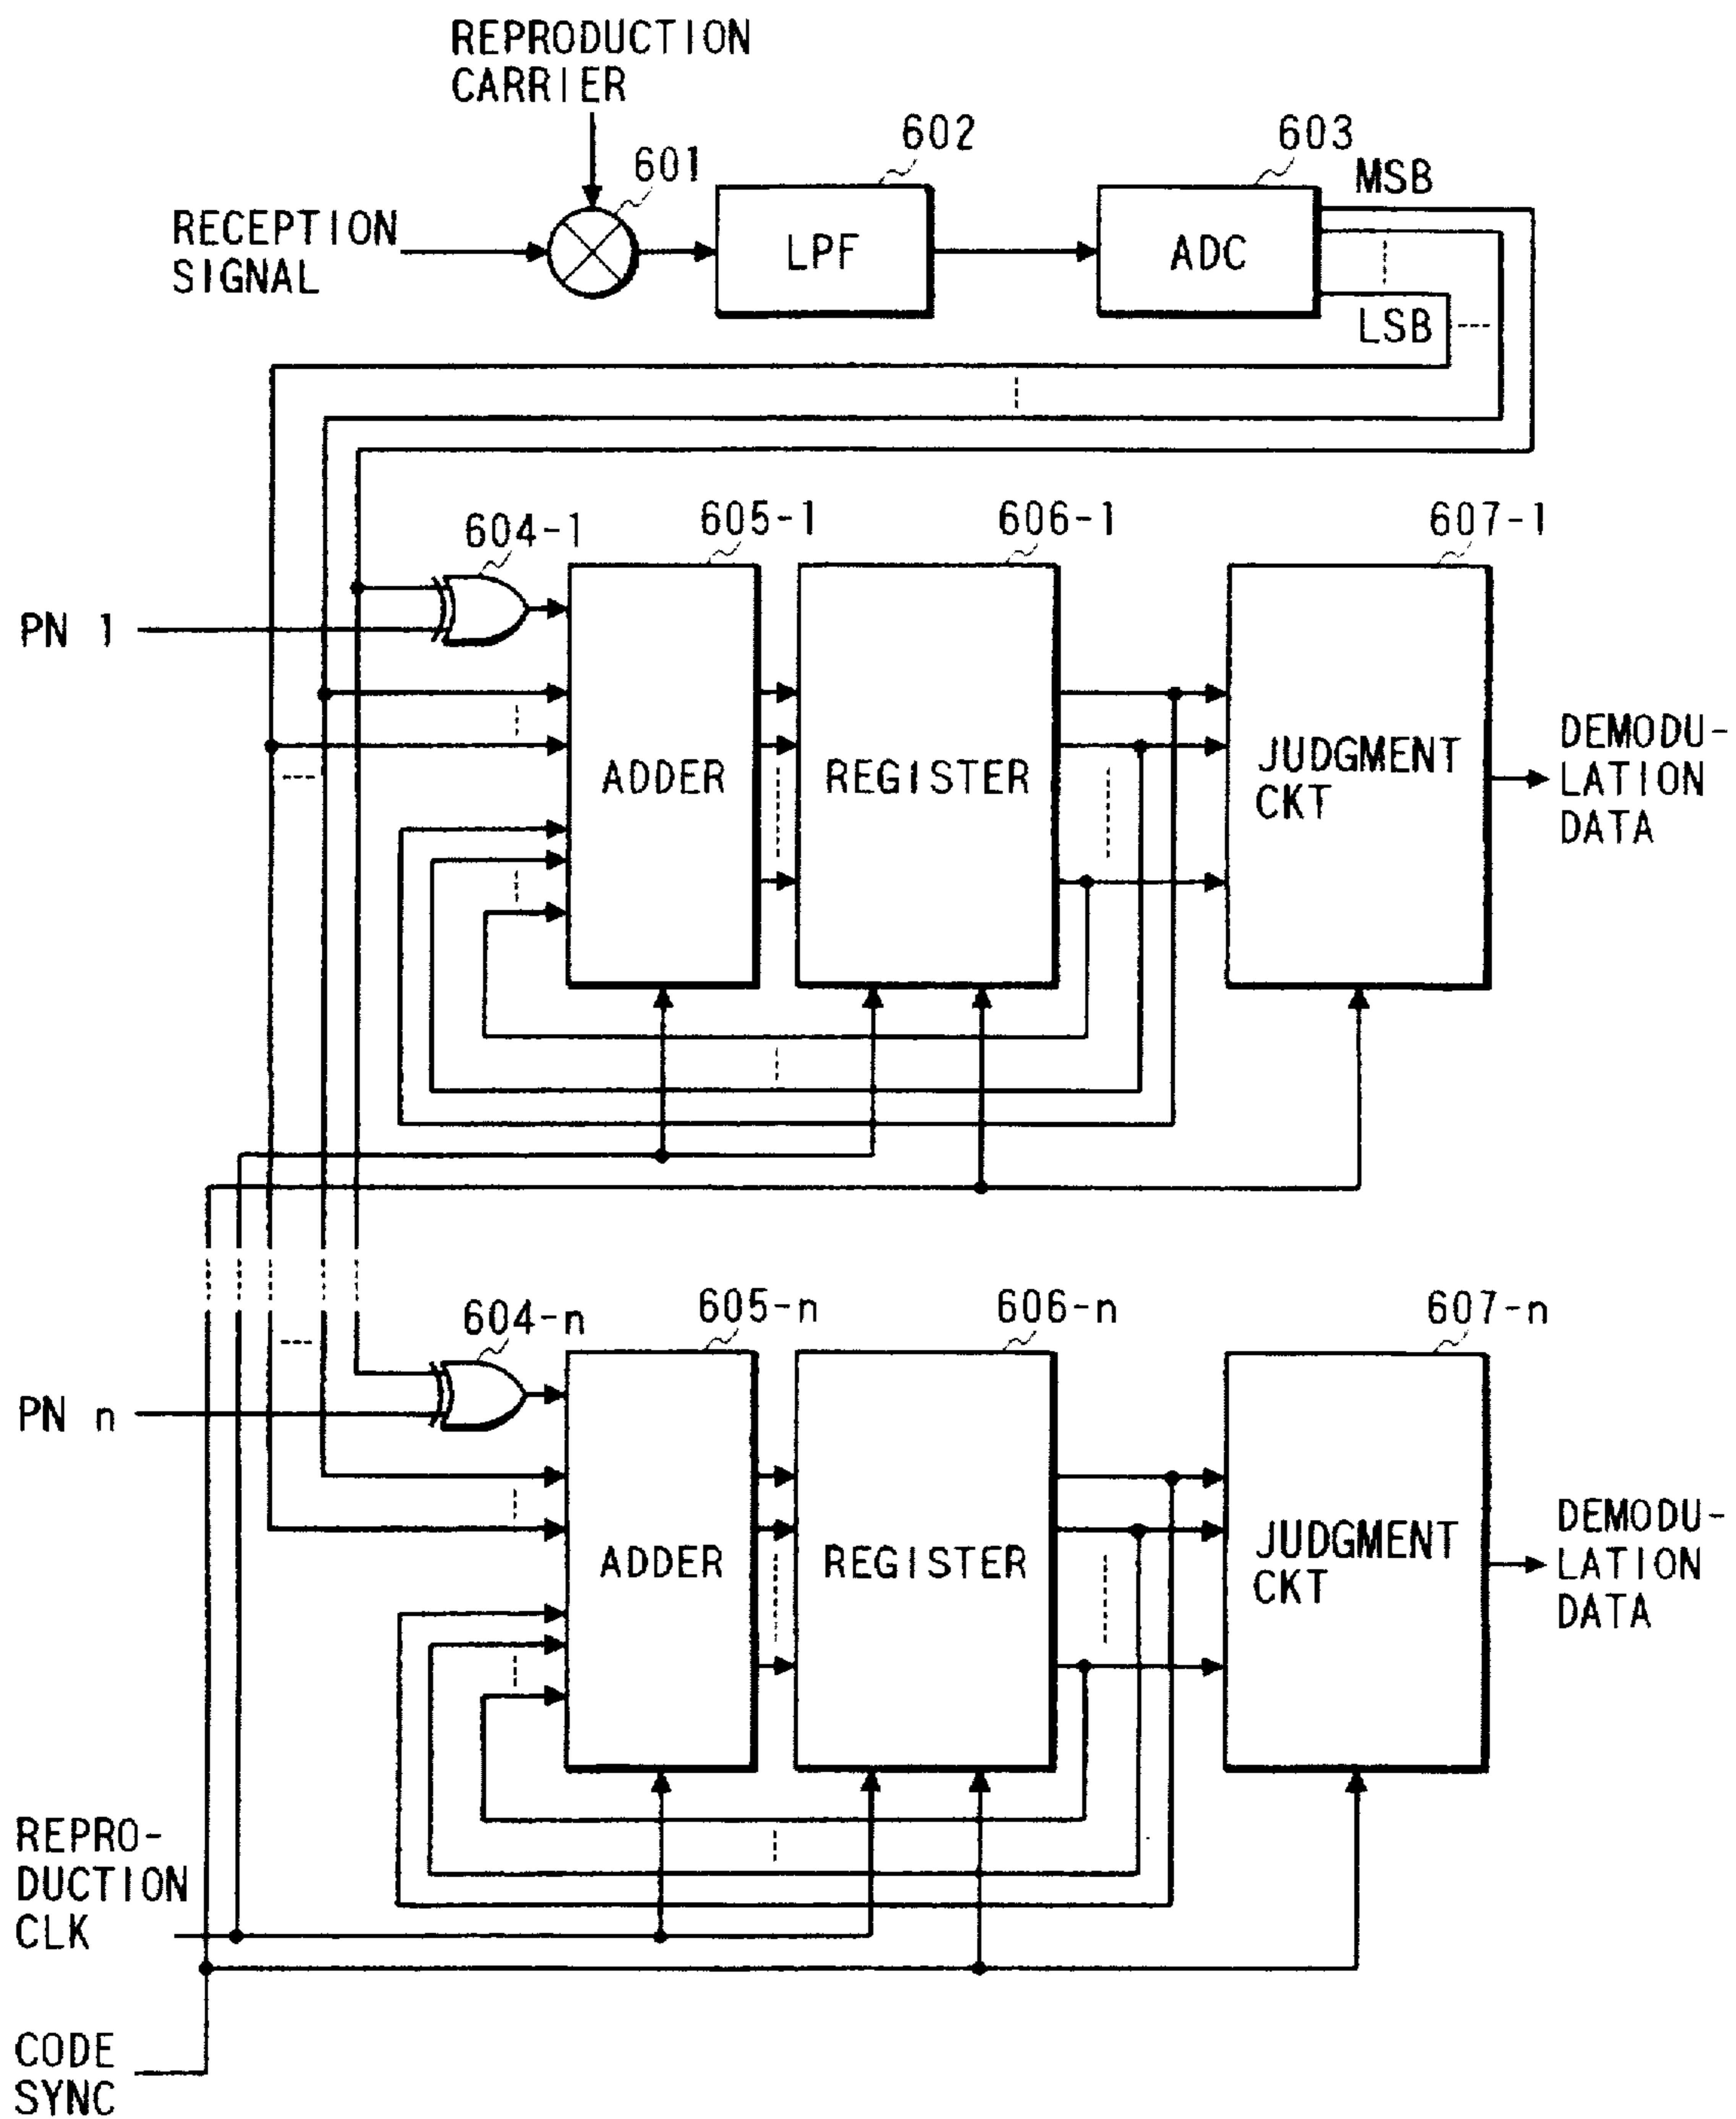 REPRODUCTION
CARRIER
601
602
603
MSB
RECEPTION
SIGNAL
LPF
ADC
LSB
604-1
605-1
606-1
607-1
PN 1
ADDER
REGISTER
JUDGMENT
CKT
DEMODU-
LATION
DATA
604-n
605-n
606-n
607-n
PN n
ADDER
REGISTER
JUDGMENT
CKT
DEMODU-
LATION
DATA
REPRO-
DUCTION
CLK
CODE
SYNC